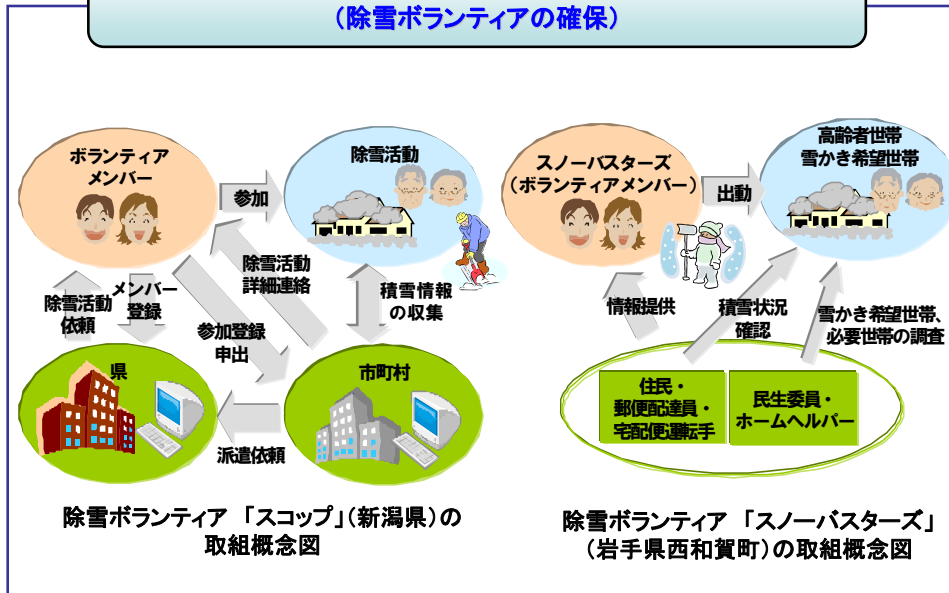 (除雪ボランティアの確保)
ボランティア
メンバー
参加
除雪活動
除雪活動
依頼
メンバー
登録
参加登録
申出
除雪活動
詳細連絡
積雪情報
の収集
県
派遣依頼
市町村
除雪ボランティア 「スコップ」(新潟県)の
取組概念図
スノーバスターズ
(ボランティアメンバー)
出動
高齢者世帯
雪かき希望世帯
情報提供
積雪状況
確認
雪かき希望世帯、
必要世帯の調査
住民・
郵便配達員・
宅配便運転手
民生委員・
ホームヘルパー
除雪ボランティア 「スノーバスターズ」
(岩手県西和賀町)の取組概念図